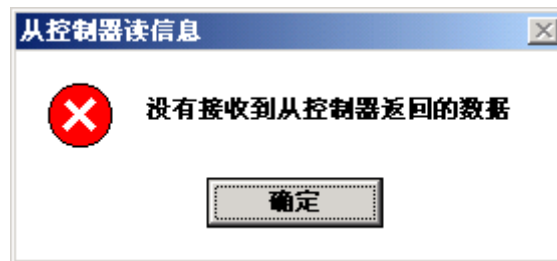 从控制器读信息
没有接收到从控制器返回的数据
确定